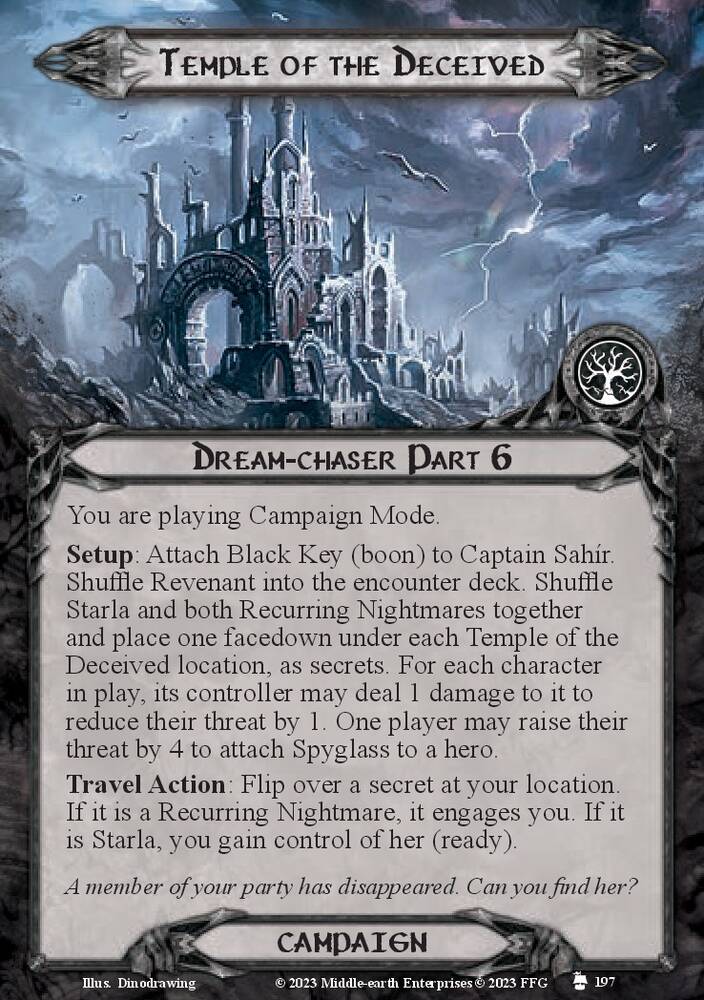 Temple of the Deceived
Dream-chaser Part 6
You are playing Campaign Mode.
Setup: Attach Black Key (boon) to Captain Sahír.
Shuffle Revenant into the encounter deck. Shuffle
Starla and both Recurring Nightmares together
and place one facedown under each Temple of the
Deceived location, as secrets. For each character
in play, its controller may deal 1 damage to it to
reduce their threat by 1. One player may raise their
threat by 4 to attach Spyglass to a hero.
Travel Action: Flip over a secret at your location.
If it is a Recurring Nightmare, it engages you. If it
is Starla, you gain control of her (ready).
A member of your party has disappeared. Can you find her?
CAMPAIGN
Illus. Dinodrawing © 2023 Middle-earth Enterprises © 2023 FFG 197